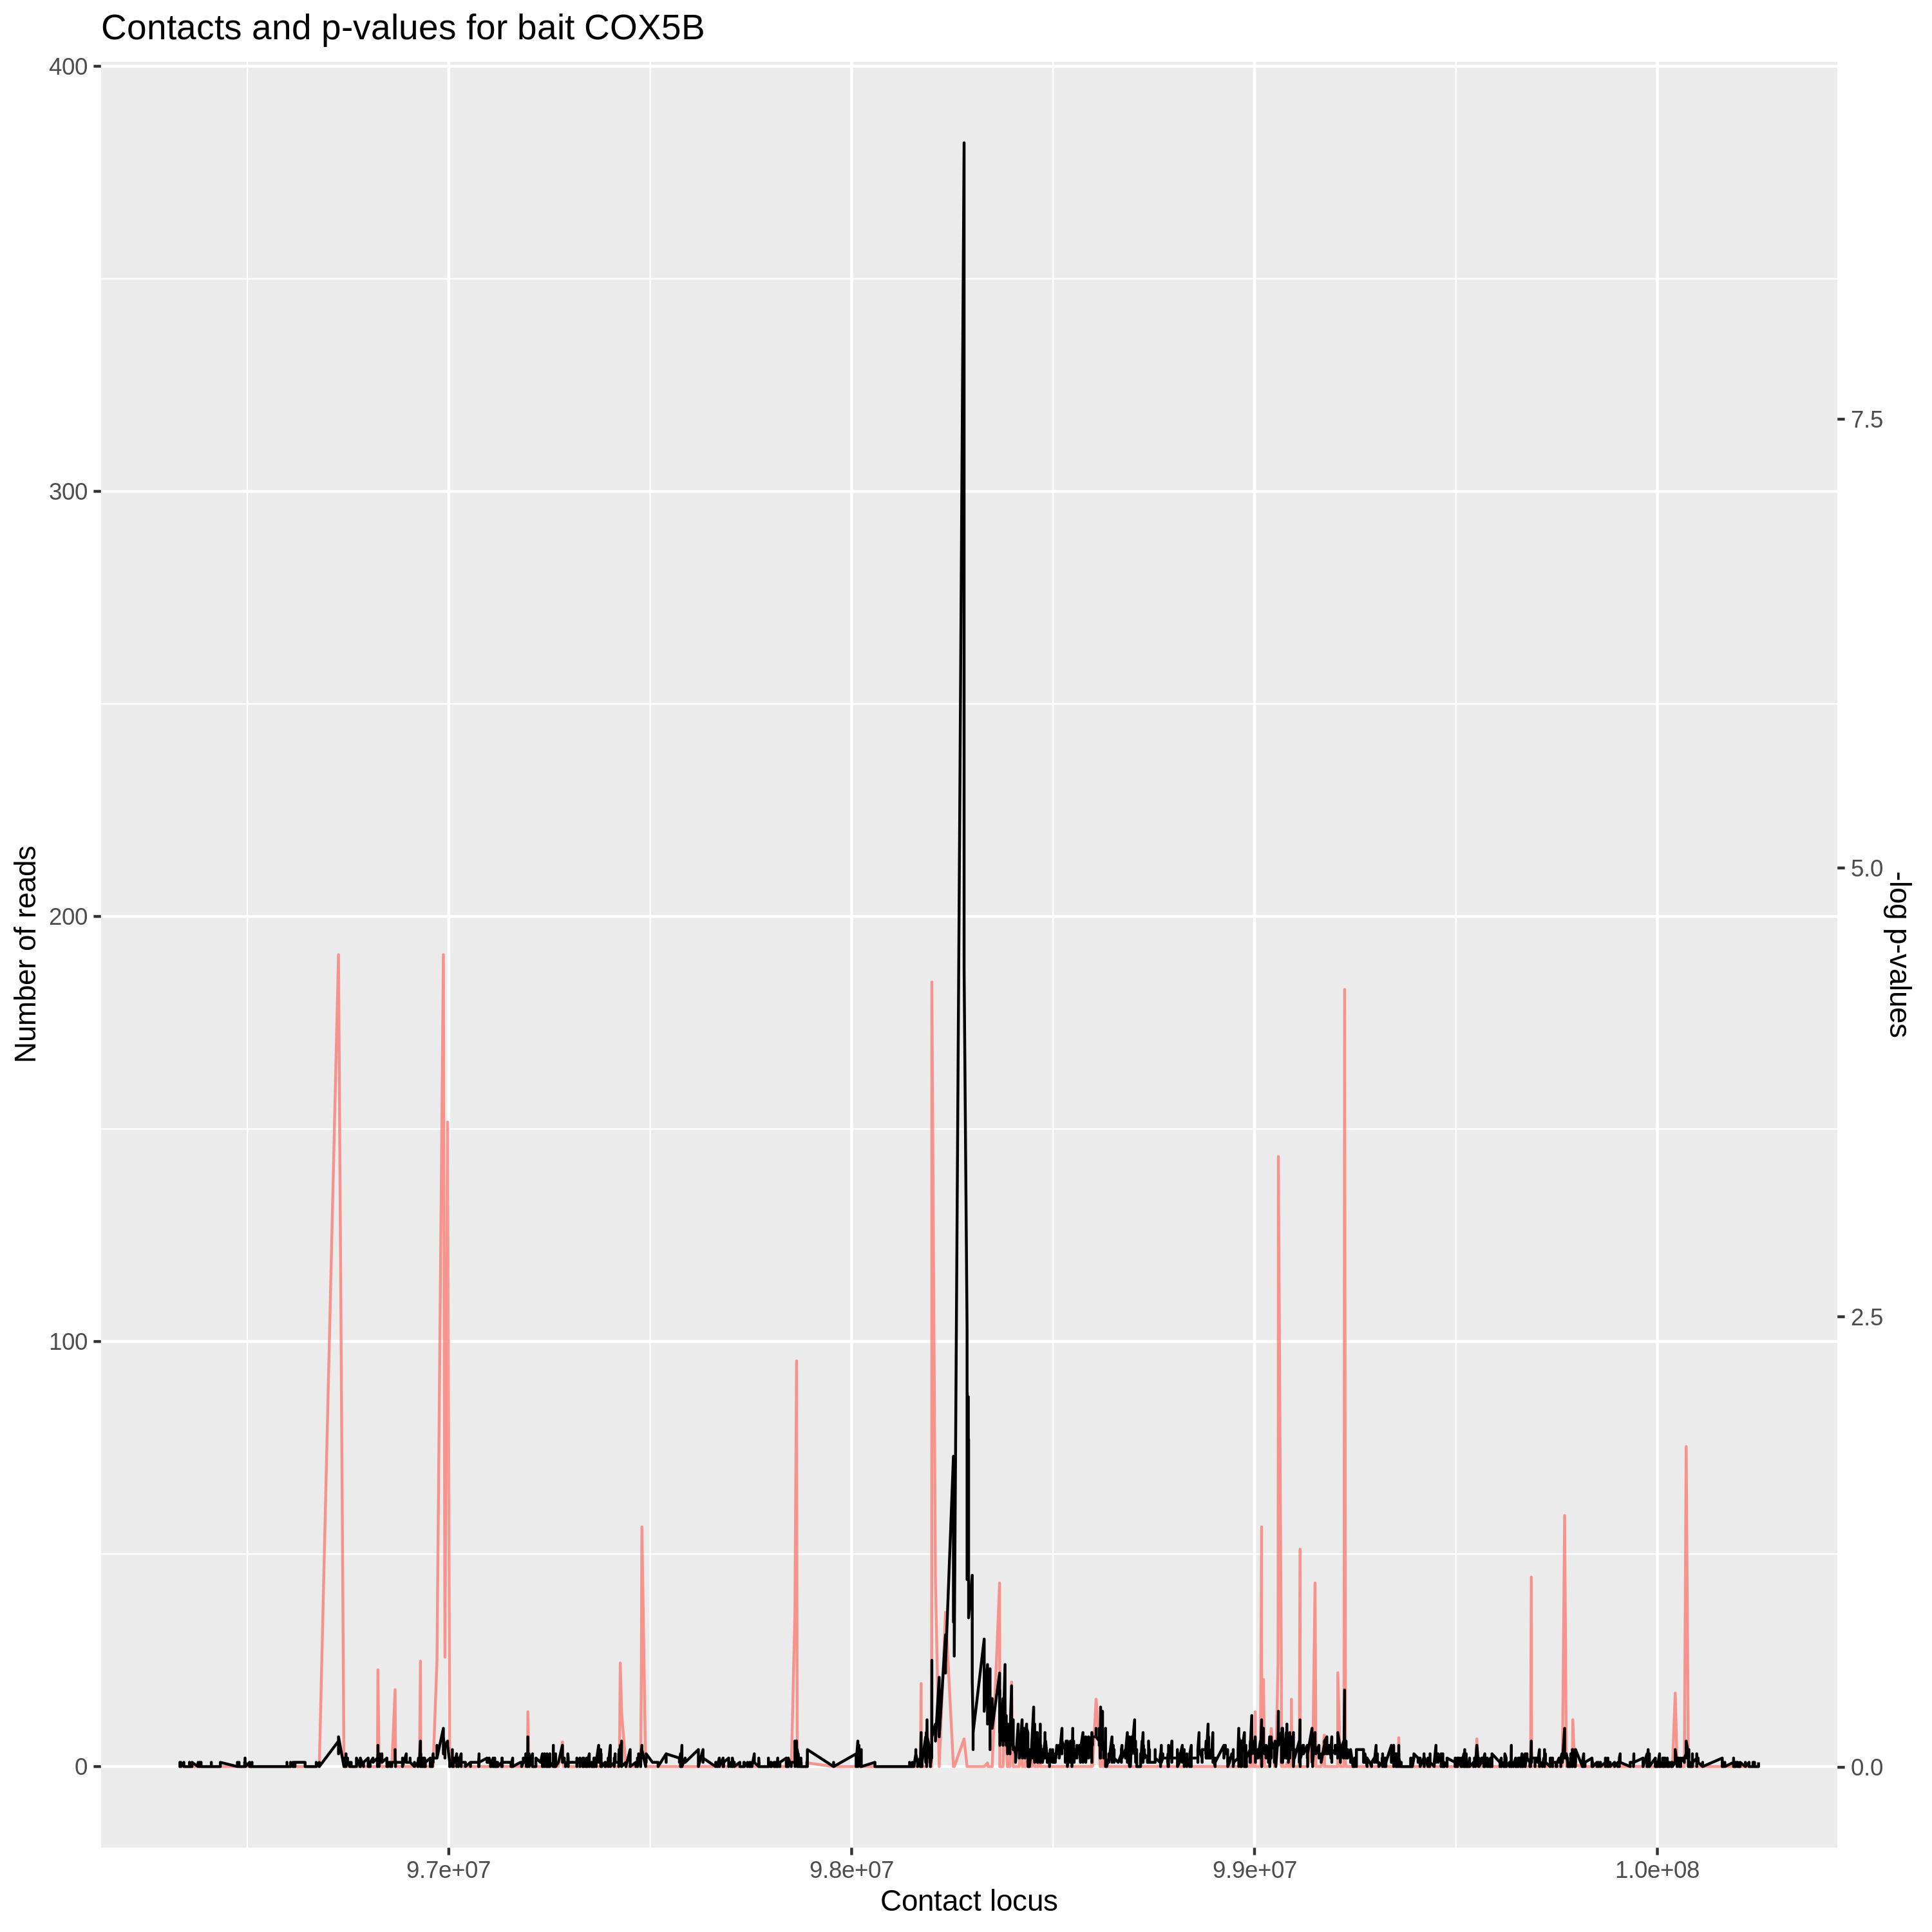 Contacts and p-values for bait COX5B
400
300
200
100
0
Number of reads
7.5
5.0
2.5
0.0
-log p-values
9.7e+07
9.8e+07
9.9e+07
1.0e+08
Contact locus